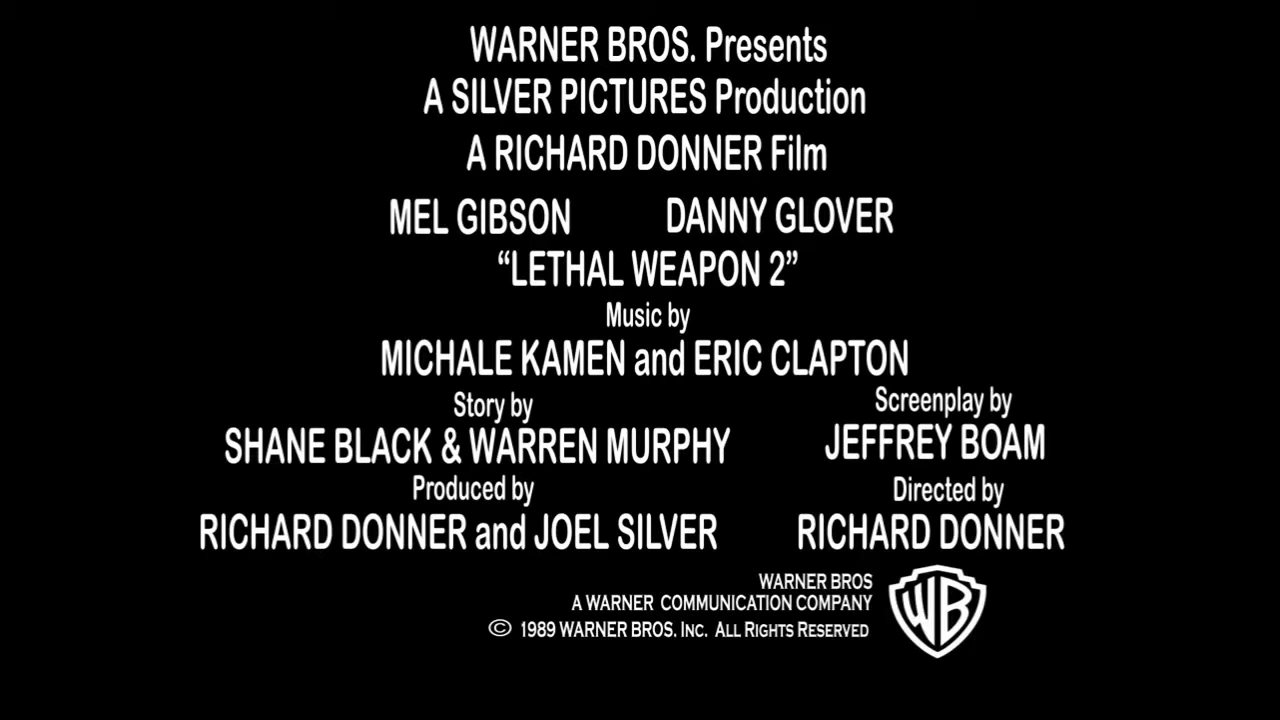 WARNER BROS. Presents
A SILVER PICTURES Production
A RICHARD DONNER Film
MEL GIBSON DANNY GLOVER
“LETHAL WEAPON 2”
Music by
MICHALE KAMEN and ERIC CLAPTON
Story by
SHANE BLACK & WARREN MURPHY
Screenplay by
JEFFREY BOAM
Produced by
RICHARD DONNER and JOEL SILVER
Directed by
RICHARD DONNER
WARNER BROS
A WARNER COMMUNICATION COMPANY
© 1989 WARNER BROS. INC. ALL RIGHTS RESERVED
WB